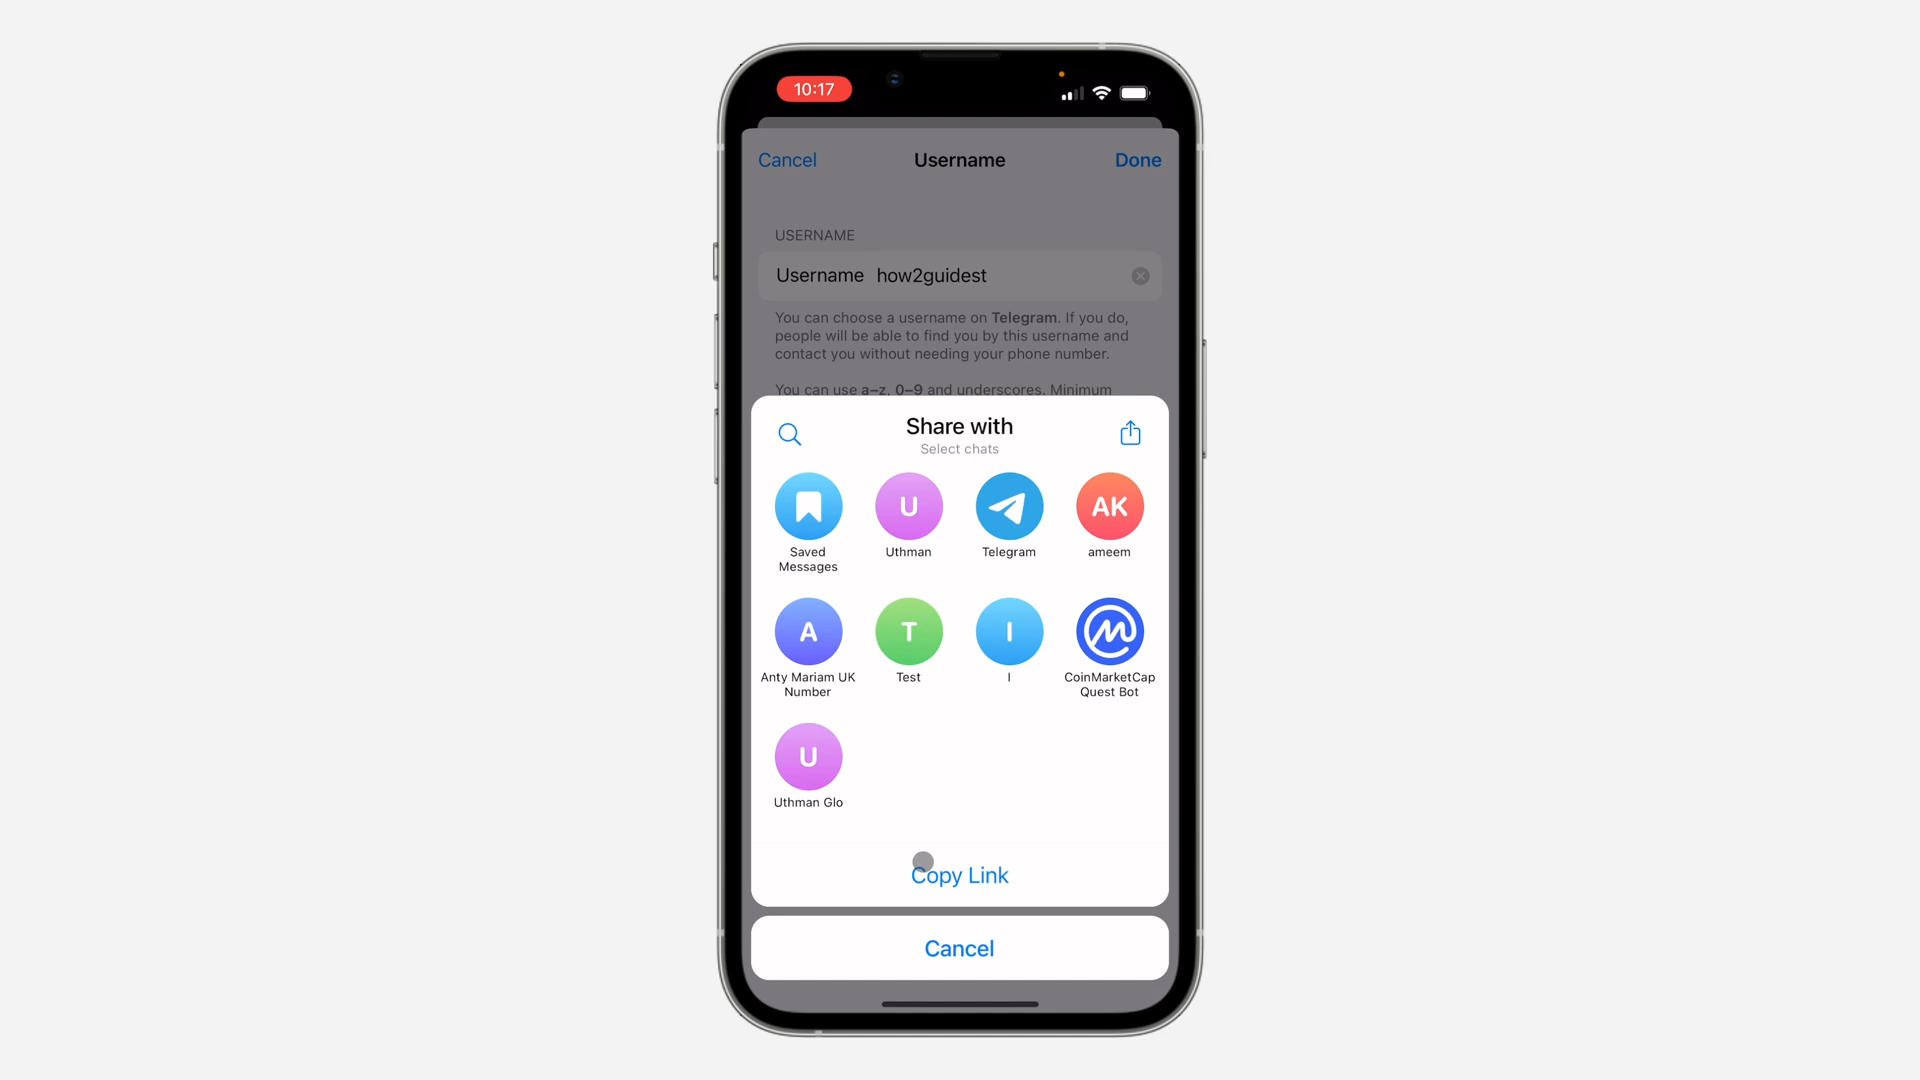 10:17
Cancel Username Done
USERNAME
Username how2guidest
You can choose a username on Telegram. If you do,
people will be able to find you by this username and
contact you without needing your phone number.
You can use a–z, 0–9 and underscores. Minimum
Share with
Select chats
U AK
Saved Uthman Telegram ameem
Messages
A T I
Anty Mariam UK Test I CoinMarketCap
Number Quest Bot
U
Uthman Glo
Copy Link
Cancel